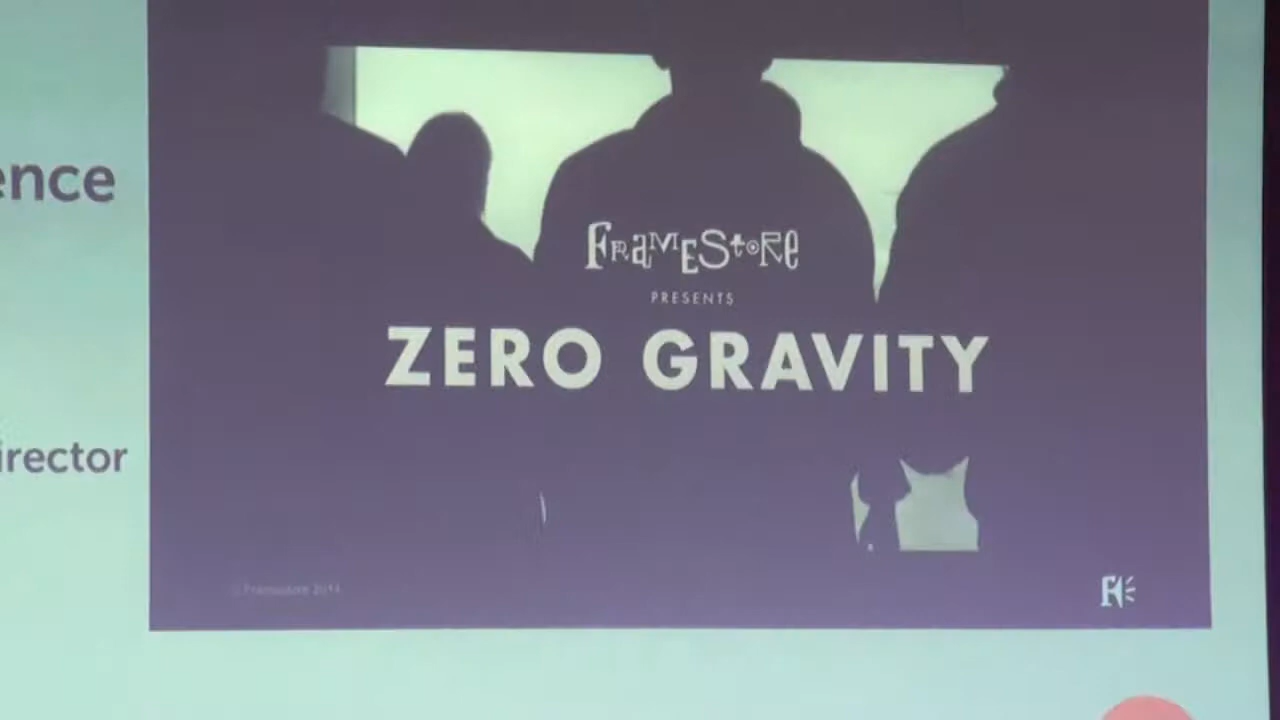 ence
irector
FRAMESTORE
PRESENTS
ZERO GRAVITY